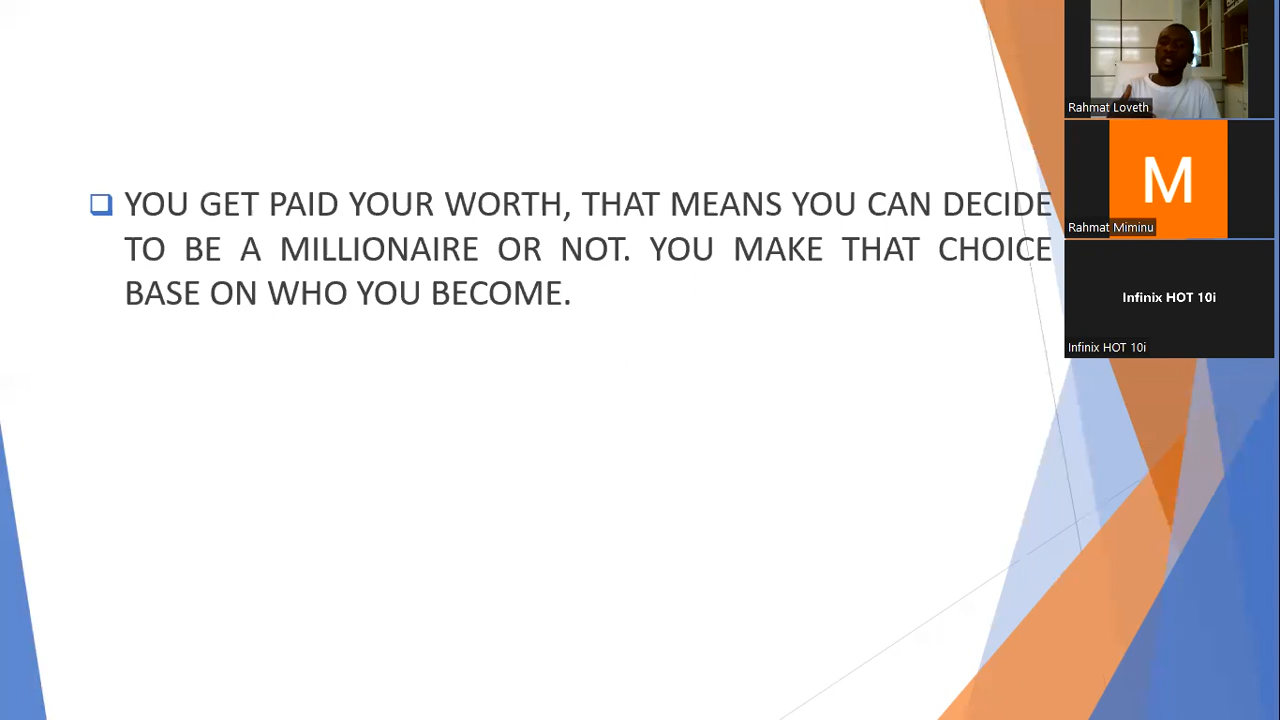 YOU GET PAID YOUR WORTH, THAT MEANS YOU CAN DECIDE
TO BE A MILLIONAIRE OR NOT. YOU MAKE THAT CHOICE
BASE ON WHO YOU BECOME.
Rahmat Loveth
M
Rahmat Miminu
Infinix HOT 10i
Infinix HOT 10i